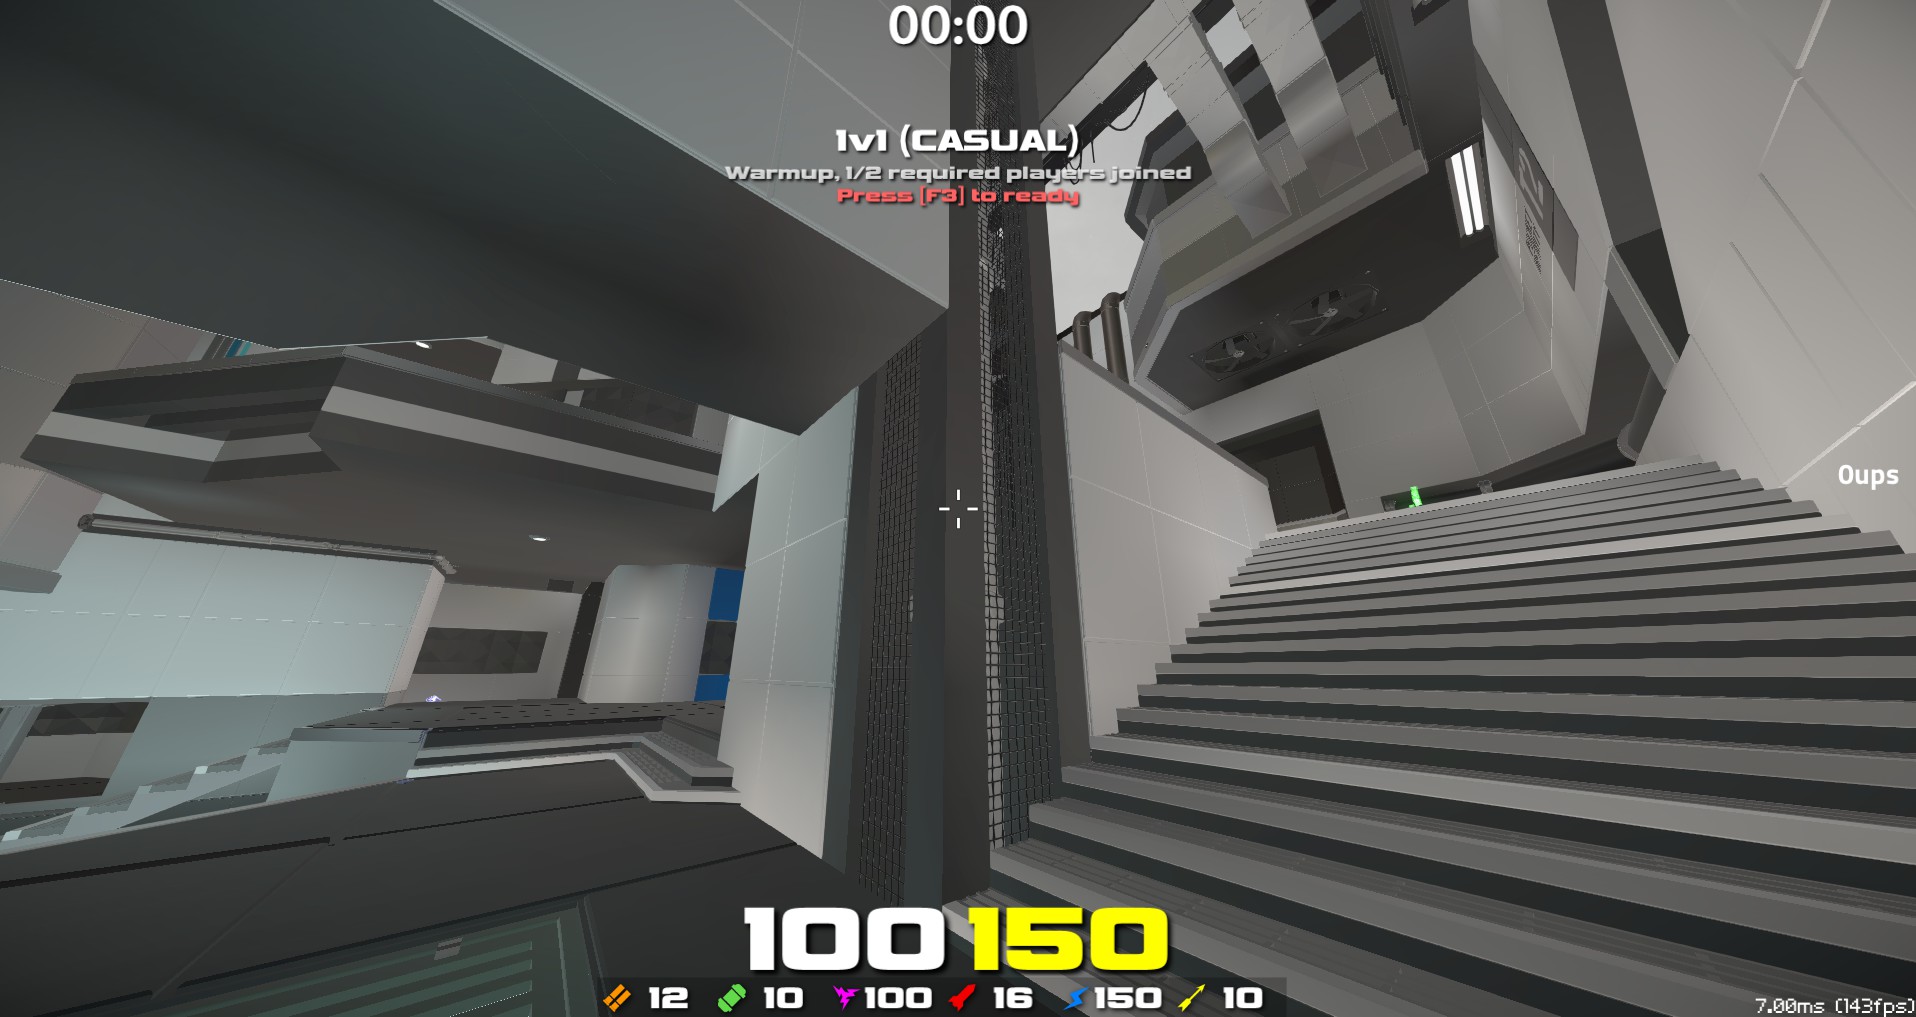 00:00
1v1 (CASUAL)
Warmup, 1/2 required players joined
Press [F3] to ready
2
Oups
100 150
12 10 100 16 150 10
7.00ms (143fps)